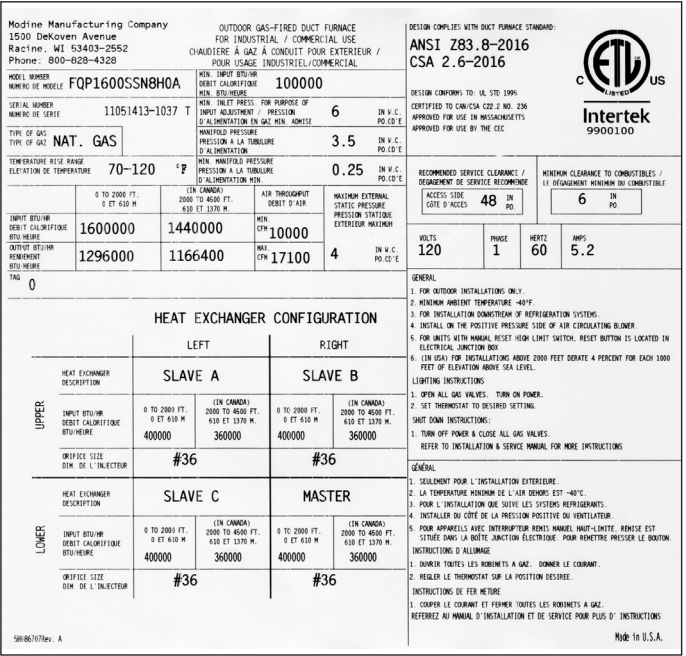 Modine Manufacturing Company
1500 DeKoven Avenue
Racine, WI 53403-2552
Phone: 800-828-4328
OUTDOOR GAS-FIRED DUCT FURNACE
FOR INDUSTRIAL / COMMERCIAL USE
CHAUDIERE Á GAZ Á CONDUIT POUR EXTERIEUR /
POUR USAGE INDUSTRIEL/COMMERCIAL
MODEL NUMBER
NUMERO DE MODELE FQP1600SSN8H0A
MIN. INPUT BTU/HR
DEBIT CALORIFIQUE 100000
MIN. BTU/HEURE
SERIAL NUMBER
NUMERO DE SERIE 11051413-1037 T
MIN. INLET PRESS. FOR PURPOSE OF
INPUT ADJUSTMENT / PRESSION 6 IN W.C.
D'ALIMENTATION EN GAZ MIN. ADMISE PO.CD'E
TYPE OF GAS
TYPE OF GAZ NAT. GAS
MANIFOLD PRESSURE
PRESSION A LA TUBULURE 3.5 IN W.C.
D'ALIMENTATION PO.CD'E
TEMPERATURE RISE RANGE
ELEVATION DE TEMPERATURE 70-120 °F
MIN. MANIFOLD PRESSURE
PRESSION A LA TUBULURE 0.25 IN W.C.
D'ALIMENTATION MIN. PO.CD'E
0 TO 2000 FT.
0 ET 610 M
(IN CANADA)
2000 TO 4500 FT.
610 ET 1370 M.
AIR THROUGHPUT
DEBIT D'AIR
MAXIMUM EXTERNAL
STATIC PRESSURE
PRESSION STATIQUE
EXTERIEUR MAXIMUM
INPUT BTU/HR
DEBIT CALORIFIQUE 1600000 1440000 MIN. CFM 10000
BTU/HEURE
OUTPUT BTU/HR
RENDEMENT 1296000 1166400 MAX. CFM 17100 4 IN W.C.
BTU/HEURE PO.CD'E
TAG 0
HEAT EXCHANGER CONFIGURATION
LEFT RIGHT
UPPER
HEAT EXCHANGER
DESCRIPTION SLAVE A SLAVE B
INPUT BTU/HR
DEBIT CALORIFIQUE
BTU/HEURE
0 TO 2000 FT.
0 ET 610 M
400000
(IN CANADA)
2000 TO 4500 FT.
610 ET 1370 M.
360000
0 TO 2000 FT.
0 ET 610 M
400000
(IN CANADA)
2000 TO 4500 FT.
610 ET 1370 M.
360000
ORIFICE SIZE
DIM. DE L'INJECTEUR #36 #36
LOWER
HEAT EXCHANGER
DESCRIPTION SLAVE C MASTER
INPUT BTU/HR
DEBIT CALORIFIQUE
BTU/HEURE
0 TO 2000 FT.
0 ET 610 M
400000
(IN CANADA)
2000 TO 4500 FT.
610 ET 1370 M.
360000
0 TO 2000 FT.
0 ET 610 M
400000
(IN CANADA)
2000 TO 4500 FT.
610 ET 1370 M.
360000
ORIFICE SIZE
DIM. DE L'INJECTEUR #36 #36
5H086707Rev. A
DESIGN COMPLIES WITH DUCT FURNACE STANDARD:
ANSI Z83.8-2016
CSA 2.6-2016
DESIGN CONFORMS TO: UL STD 1995
CERTIFIED TO CAN/CSA C22.2 NO. 236
APPROVED FOR USE IN MASSACHUSETTS
APPROVED FOR USE BY THE CEC
ETL
C LISTED US
Intertek
9900100
RECOMMENDED SERVICE CLEARANCE /
DEGAGEMENT DE SERVICE RECOMMENDE
ACCESS SIDE 48 IN
CÔTE D'ACCES PO.
MINIMUM CLEARANCE TO COMBUSTIBLES /
LE DÉGAGEMENT MINIMUM DU COMBUSTIBLE
6 IN
PO.
VOLTS PHASE HERTZ AMPS
120 1 60 5.2
GENERAL
1. FOR OUTDOOR INSTALLATIONS ONLY.
2. MINIMUM AMBIENT TEMPERATURE -40°F.
3. FOR INSTALLATION DOWNSTREAM OF REFRIGERATION SYSTEMS.
4. INSTALL ON THE POSITIVE PRESSURE SIDE OF AIR CIRCULATING BLOWER.
5. FOR UNITS WITH MANUAL RESET HIGH LIMIT SWITCH, RESET BUTTON IS LOCATED IN
ELECTRICAL JUNCTION BOX
6. (IN USA) FOR INSTALLATIONS ABOVE 2000 FEET DERATE 4 PERCENT FOR EACH 1000
FEET OF ELEVATION ABOVE SEA LEVEL.
LIGHTING INSTRUCTIONS
1. OPEN ALL GAS VALVES. TURN ON POWER.
2. SET THERMOSTAT TO DESIRED SETTING.
SHUT DOWN INSTRUCTIONS:
1. TURN OFF POWER & CLOSE ALL GAS VALVES.
REFER TO INSTALLATION & SERVICE MANUAL FOR MORE INSTRUCTIONS
GÉNÉRAL
1. SEULEMENT POUR L'INSTALLATION EXTERIEURE.
2. LA TEMPERATURE MINIMUM DE L'AIR DEHORS EST -40°C.
3. POUR L'INSTALLATION QUE SUIVE LES SYSTEMS REFRIGERANTS.
4. INSTALLER DU CÔTÉ DE LA PRESSION POSITIVE DU VENTILATEUR.
5. POUR APPAREILS AVEC INTERRUPTEUR REMIS MANUEL HAUT-LIMITE. REMISE EST
SITUÉE DANS LA BOÎTE JUNCTION ÉLECTRIQUE. POUR REMETTRE PRESSER LE BOUTON.
INSTRUCTIONS D'ALLUMAGE
1. OUVRIR TOUTES LES ROBINETS A GAZ. DONNER LE COURANT.
2. REGLER LE THERMOSTAT SUR LA POSITION DESIREE.
INSTRUCTIONS DE FER METURE
1. COUPER LE COURANT ET FERMER TOUTES LES ROBINETS A GAZ.
REFERREZ AU MANUAL D'INSTALLATION ET DE SERVICE POUR PLUS D' INSTRUCTIONS
Made in U.S.A.